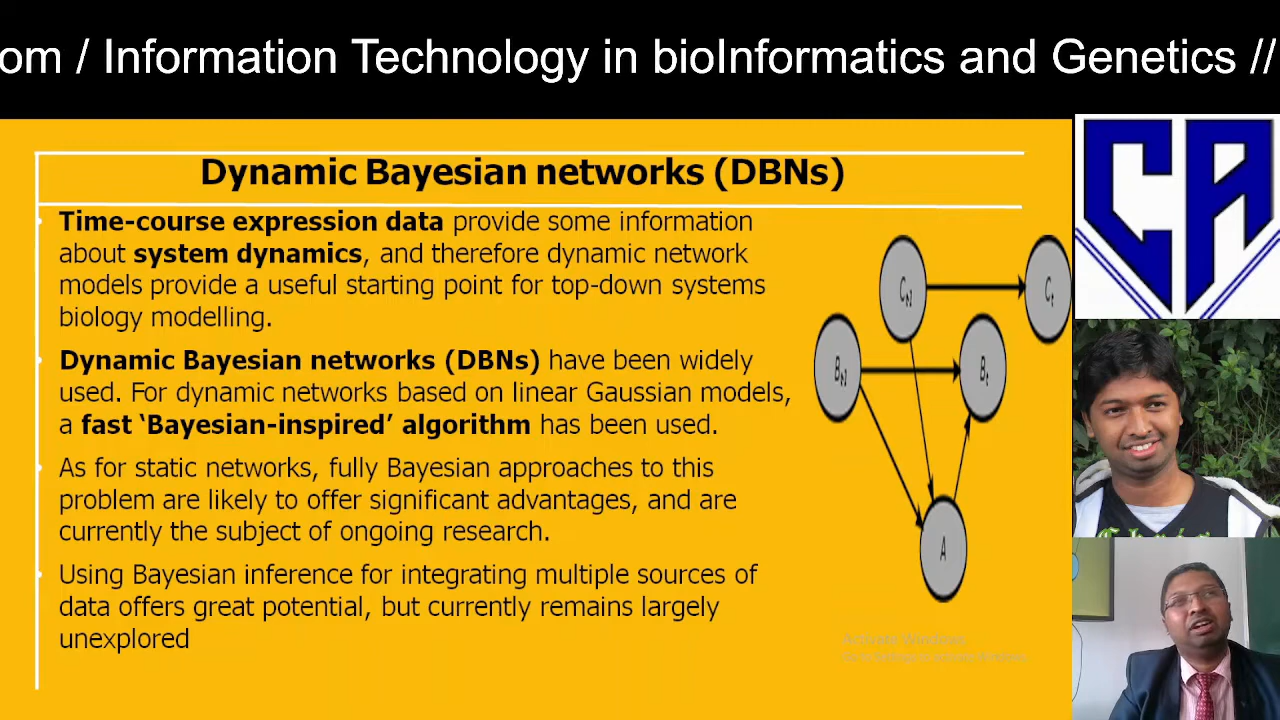 om / Information Technology in bioInformatics and Genetics //
CA
Dynamic Bayesian networks (DBNs)
Time-course expression data provide some information
about system dynamics, and therefore dynamic network
models provide a useful starting point for top-down systems
biology modelling.
Dynamic Bayesian networks (DBNs) have been widely
used. For dynamic networks based on linear Gaussian models,
a fast ‘Bayesian-inspired’ algorithm has been used.
As for static networks, fully Bayesian approaches to this
problem are likely to offer significant advantages, and are
currently the subject of ongoing research.
Using Bayesian inference for integrating multiple sources of
data offers great potential, but currently remains largely
unexplored
C
C
B
B
A
Activate Windows